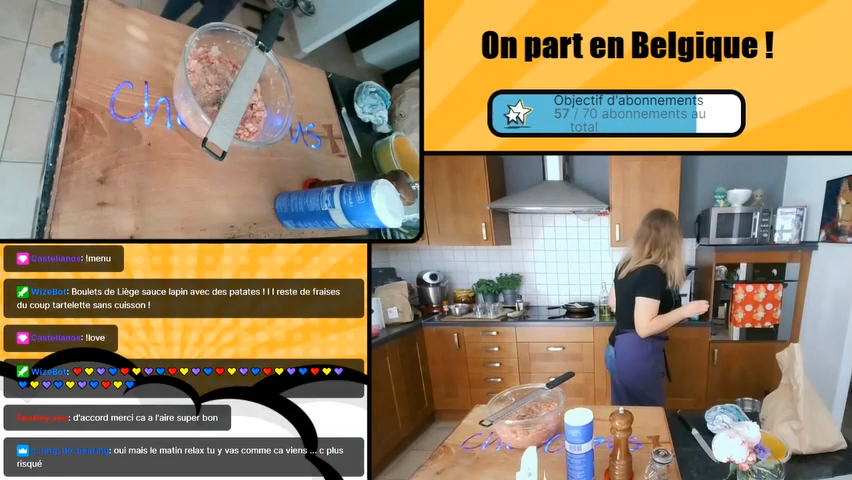 On part en Belgique !
Objectif d'abonnements
57 / 70 abonnements au
total
Castellanos: !menu
WizeBot: Boulets de Liège sauce lapin avec des patates ! I l reste de fraises
du coup tartelette sans cuisson !
Castellanos: !love
WizeBot:
: d'accord merci ca a l'aire super bon
: oui mais le matin relax tu y vas comme ca viens ... c plus
risqué